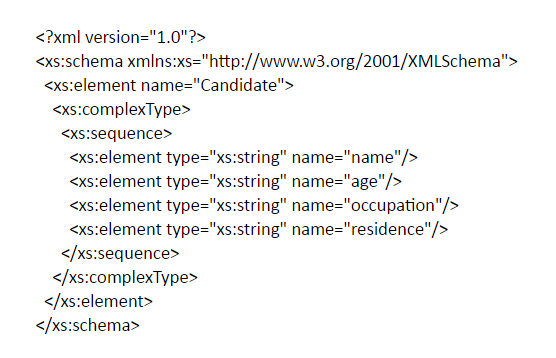 <?xml version="1.0"?>
<xs:schema xmlns:xs="http://www.w3.org/2001/XMLSchema">
<xs:element name="Candidate">
<xs:complexType>
<xs:sequence>
<xs:element type="xs:string" name="name"/>
<xs:element type="xs:string" name="age"/>
<xs:element type="xs:string" name="occupation"/>
<xs:element type="xs:string" name="residence"/>
</xs:sequence>
</xs:complexType>
</xs:element>
</xs:schema>